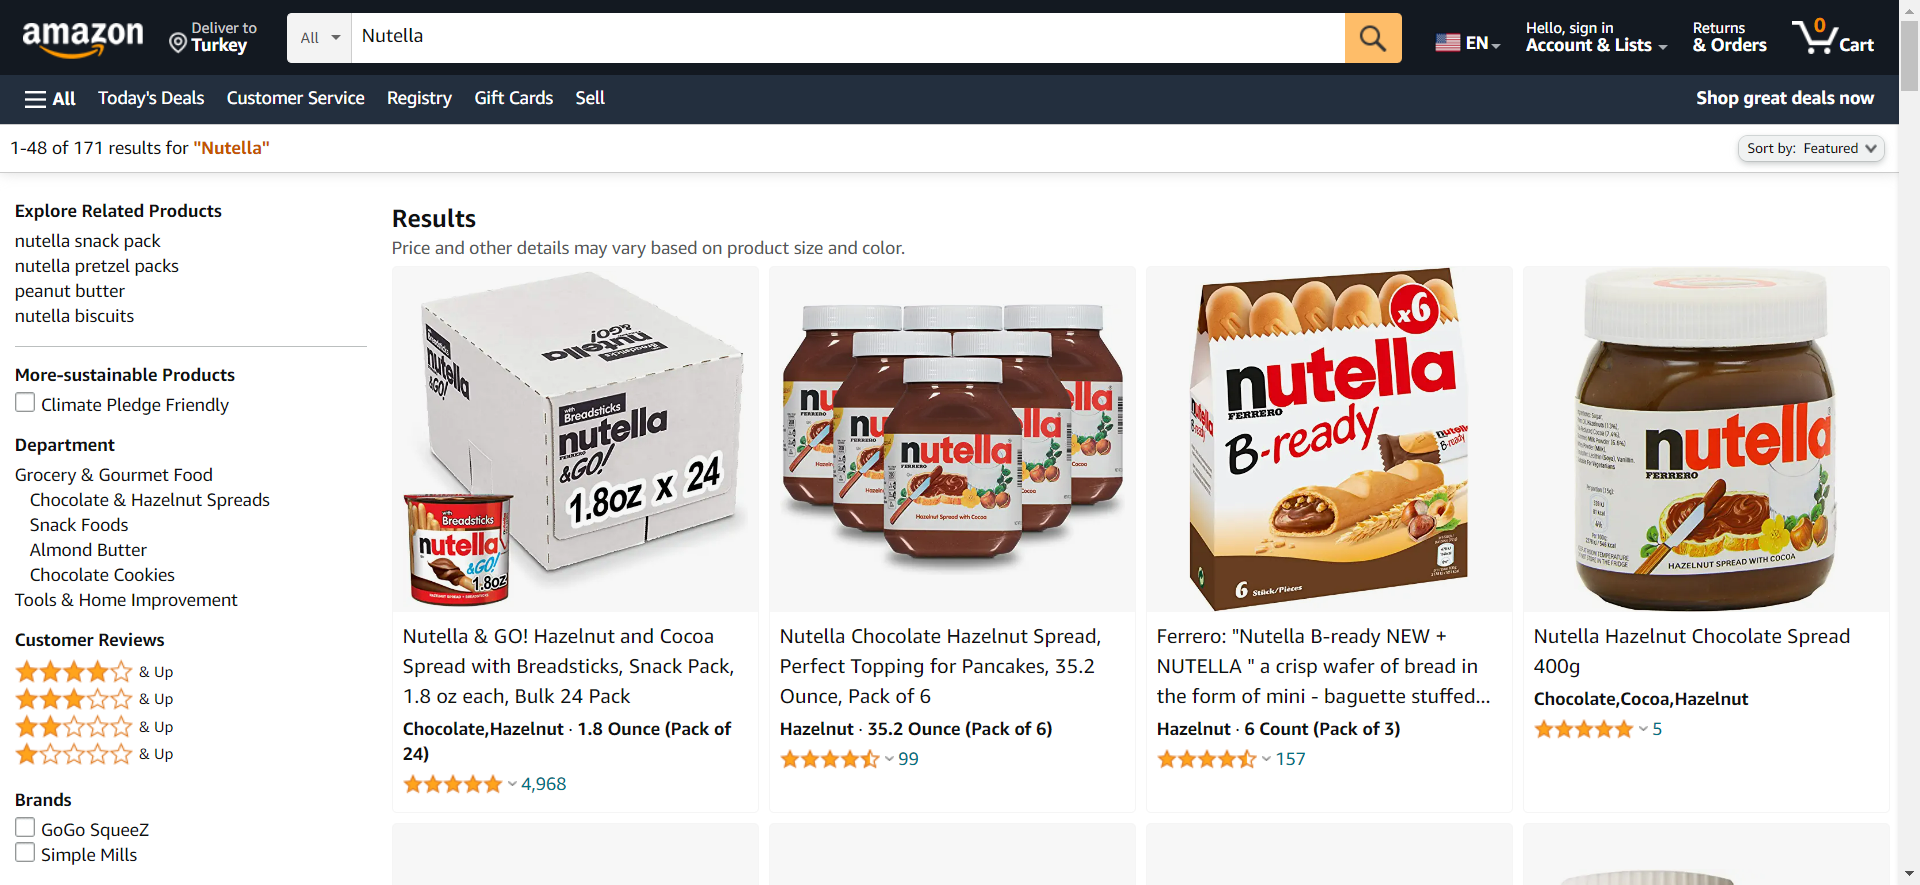 amazon
Deliver to
Turkey
All
Nutella
EN
Hello, sign in
Account & Lists
Returns
& Orders
0
Cart
All
Today's Deals
Customer Service
Registry
Gift Cards
Sell
Shop great deals now
1-48 of 171 results for "Nutella"
Sort by: Featured
Explore Related Products
nutella snack pack
nutella pretzel packs
peanut butter
nutella biscuits
More-sustainable Products
Climate Pledge Friendly
Department
Grocery & Gourmet Food
Chocolate & Hazelnut Spreads
Snack Foods
Almond Butter
Chocolate Cookies
Tools & Home Improvement
Customer Reviews
& Up
& Up
& Up
& Up
Brands
GoGo SqueeZ
Simple Mills
Results
Price and other details may vary based on product size and color.
with
Breadsticks
nutella
&GO!
1.8oz x 24
with
Breadsticks
nutella
&GO!
1.8oz
Nutella & GO! Hazelnut and Cocoa
Spread with Breadsticks, Snack Pack,
1.8 oz each, Bulk 24 Pack
Chocolate,Hazelnut · 1.8 Ounce (Pack of
24)
4,968
nutella
FERRERO
Hazelnut Spread with Cocoa
Nutella Chocolate Hazelnut Spread,
Perfect Topping for Pancakes, 35.2
Ounce, Pack of 6
Hazelnut · 35.2 Ounce (Pack of 6)
99
x6
nutella
FERRERO
B-ready
6 Stück/Pieces
Ferrero: "Nutella B-ready NEW +
NUTELLA " a crisp wafer of bread in
the form of mini - baguette stuffed...
Hazelnut · 6 Count (Pack of 3)
157
nutella
FERRERO
HAZELNUT SPREAD WITH COCOA
Nutella Hazelnut Chocolate Spread
400g
Chocolate,Cocoa,Hazelnut
5